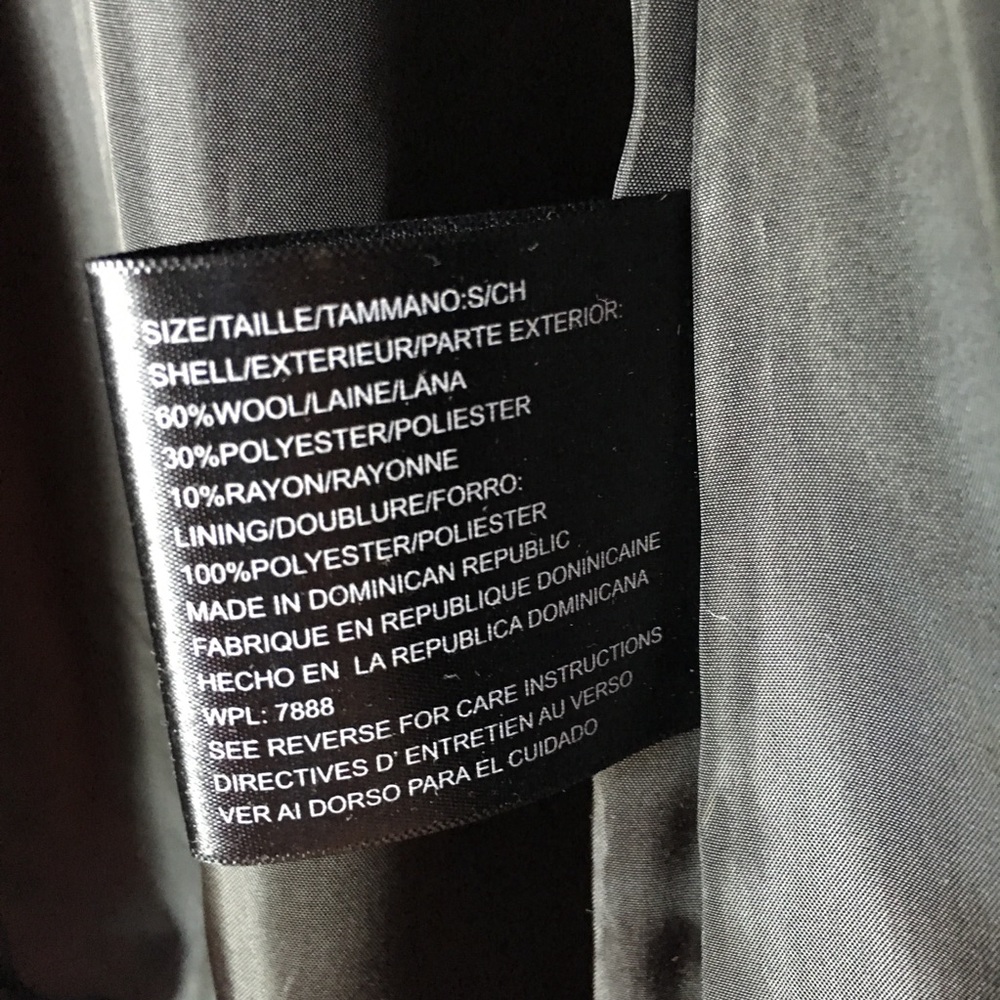 SIZE/TAILLE/TAMMANO:S/CH
SHELL/EXTERIEUR/PARTE EXTERIOR:
60%WOOL/LAINE/LANA
30%POLYESTER/POLIESTER
10%RAYON/RAYONNE
LINING/DOUBLURE/FORRO:
100%POLYESTER/POLIESTER
MADE IN DOMINICAN REPUBLIC
FABRIQUE EN REPUBLIQUE DONINICAINE
HECHO EN LA REPUBLICA DOMINICANA
WPL: 7888
SEE REVERSE FOR CARE INSTRUCTIONS
DIRECTIVES D' ENTRETIEN AU VERSO
VER AI DORSO PARA EL CUIDADO